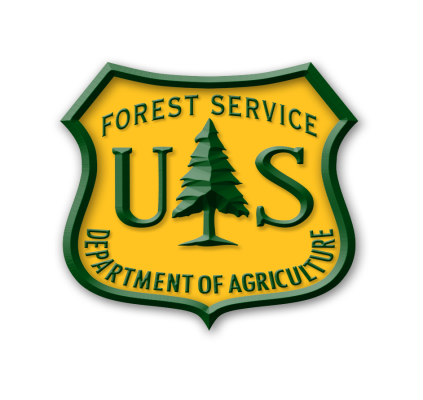 FOREST SERVICE
U S
DEPARTMENT OF AGRICULTURE